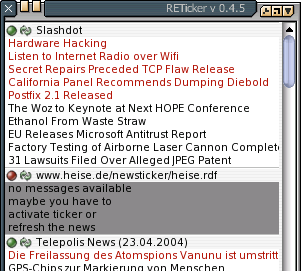 RETicker v 0.4.5
Slashdot
Hardware Hacking
Listen to Internet Radio over Wifi
Secret Repairs Preceded TCP Flaw Release
California Panel Recommends Dumping Diebold
Postfix 2.1 Released
The Woz to Keynote at Next HOPE Conference
Ethanol From Waste Straw
EU Releases Microsoft Antitrust Report
Factory Testing of Airborne Laser Cannon Complete
31 Lawsuits Filed Over Alleged JPEG Patent
www.heise.de/newsticker/heise.rdf
no messages available
maybe you have to
activate ticker or
refresh the news
Telepolis News (23.04.2004)
Die Freilassung des Atomspions Vanunu ist umstritt
GPS-Chips zur Markierung von Menschen